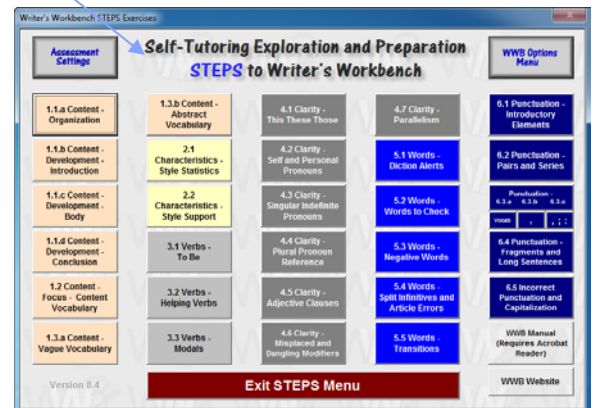 Writer's Workbench STEPS Exercises
Assessment
Settings
Self-Tutoring Exploration and Preparation
STEPS to Writer's Workbench
WWB Options
Menu
1.1.a Content -
Organization
1.1.b Content -
Development -
Introduction
1.1.c Content -
Development -
Body
1.1.d Content -
Development -
Conclusion
1.2 Content -
Focus - Content
Vocabulary
1.3.a Content -
Vague Vocabulary
1.3.b Content -
Abstract
Vocabulary
2.1
Characteristics -
Style Statistics
2.2
Characteristics -
Style Support
3.1 Verbs -
To Be
3.2 Verbs -
Helping Verbs
3.3 Verbs -
Modals
4.1 Clarity -
This These Those
4.2 Clarity -
Self and Personal
Pronouns
4.3 Clarity -
Singular Indefinite
Pronouns
4.4 Clarity -
Plural Pronoun
Reference
4.5 Clarity -
Adjective Clauses
4.6 Clarity -
Misplaced and
Dangling Modifiers
4.7 Clarity -
Parallelism
5.1 Words -
Diction Alerts
5.2 Words -
Words to Check
5.3 Words -
Negative Words
5.4 Words -
Split Infinitives and
Article Errors
5.5 Words -
Transitions
6.1 Punctuation -
Introductory
Elements
6.2 Punctuation -
Pairs and Series
Punctuation -
6.3.a 6.3.b 6.3.c
, , ; :
6.4 Punctuation -
Fragments and
Long Sentences
6.5 Incorrect
Punctuation and
Capitalization
WWB Manual
(Requires Acrobat
Reader)
Version 8.4
Exit STEPS Menu
WWB Website